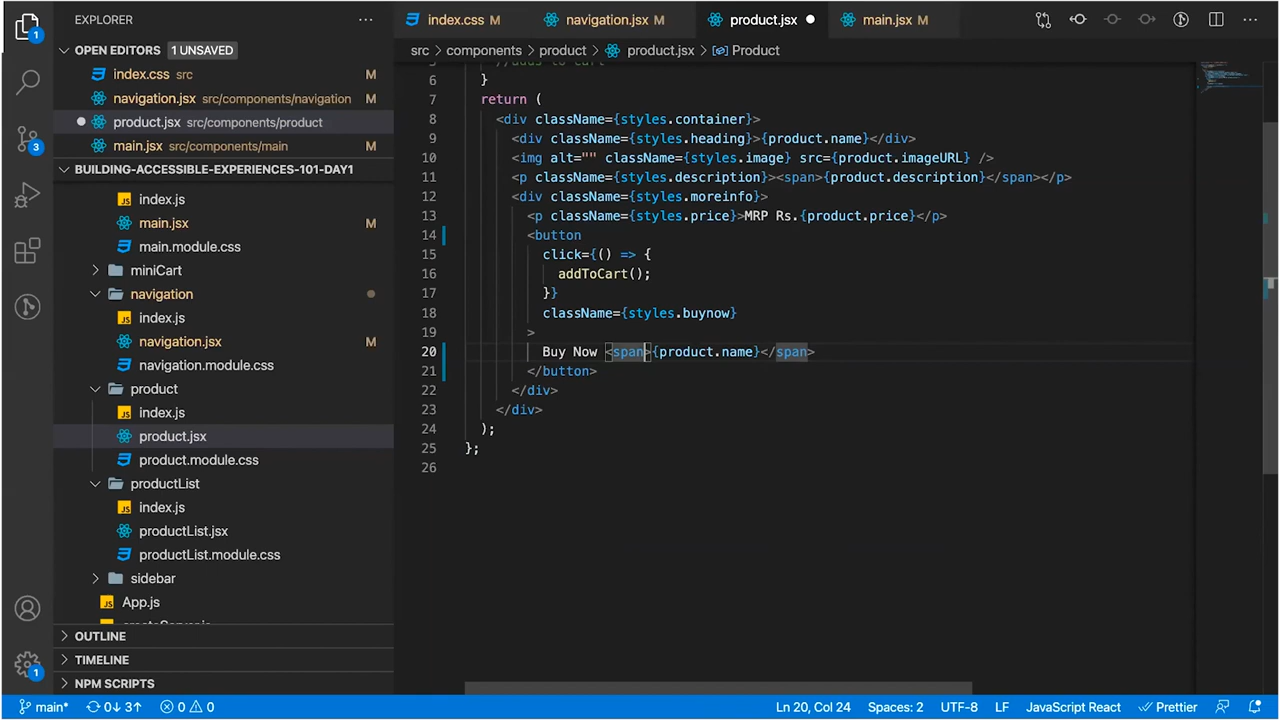 EXPLORER
OPEN EDITORS 1 UNSAVED
index.css src M
navigation.jsx src/components/navigation M
product.jsx src/components/product
main.jsx src/components/main M
BUILDING-ACCESSIBLE-EXPERIENCES-101-DAY1
index.js
main.jsx M
main.module.css
miniCart
navigation
index.js
navigation.jsx M
navigation.module.css
product
index.js
product.jsx
product.module.css
productList
index.js
productList.jsx
productList.module.css
sidebar
App.js
OUTLINE
TIMELINE
NPM SCRIPTS
1
3
1
index.css M
navigation.jsx M
product.jsx
main.jsx M
src > components > product > product.jsx > Product
6 }
7 return (
8 <div className={styles.container}>
9 <div className={styles.heading}>{product.name}</div>
10 <img alt="" className={styles.image} src={product.imageURL} />
11 <p className={styles.description}><span>{product.description}</span></p>
12 <div className={styles.moreinfo}>
13 <p className={styles.price}>MRP Rs.{product.price}</p>
14 <button
15 click={() => {
16 addToCart();
17 }}
18 className={styles.buynow}
19 >
20 Buy Now <span>{product.name}</span>
21 </button>
22 </div>
23 </div>
24 );
25 };
26
main* 0↓ 3↑ 0 0 Ln 20, Col 24 Spaces: 2 UTF-8 LF JavaScript React Prettier